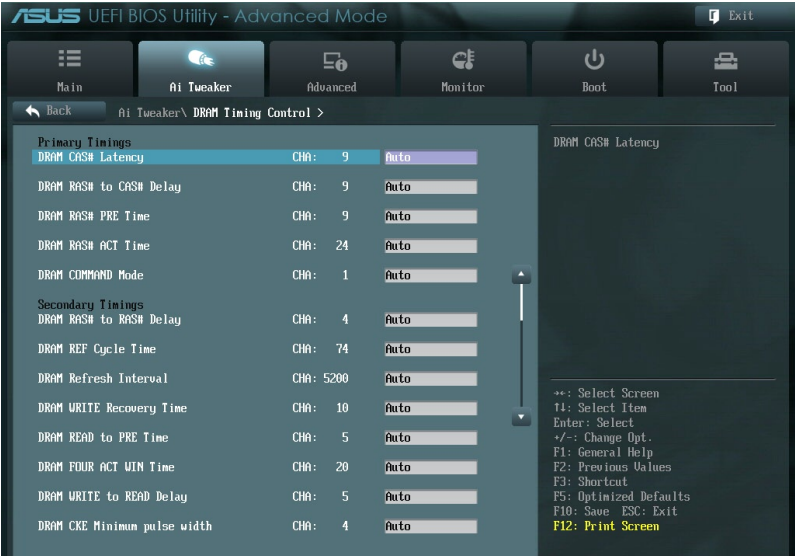 ASUS UEFI BIOS Utility - Advanced Mode
Exit
Main
Ai Tweaker
Advanced
Monitor
Boot
Tool
Back
Ai Tweaker\ DRAM Timing Control >
Primary Timings
DRAM CAS# Latency CHA: 9 Auto
DRAM RAS# to CAS# Delay CHA: 9 Auto
DRAM RAS# PRE Time CHA: 9 Auto
DRAM RAS# ACT Time CHA: 24 Auto
DRAM COMMAND Mode CHA: 1 Auto
Secondary Timings
DRAM RAS# to RAS# Delay CHA: 4 Auto
DRAM REF Cycle Time CHA: 74 Auto
DRAM Refresh Interval CHA: 5200 Auto
DRAM WRITE Recovery Time CHA: 10 Auto
DRAM READ to PRE Time CHA: 5 Auto
DRAM FOUR ACT WIN Time CHA: 20 Auto
DRAM WRITE to READ Delay CHA: 5 Auto
DRAM CKE Minimum pulse width CHA: 4 Auto
DRAM CAS# Latency
→←: Select Screen
↑↓: Select Item
Enter: Select
+/-: Change Opt.
F1: General Help
F2: Previous Values
F3: Shortcut
F5: Optimized Defaults
F10: Save ESC: Exit
F12: Print Screen